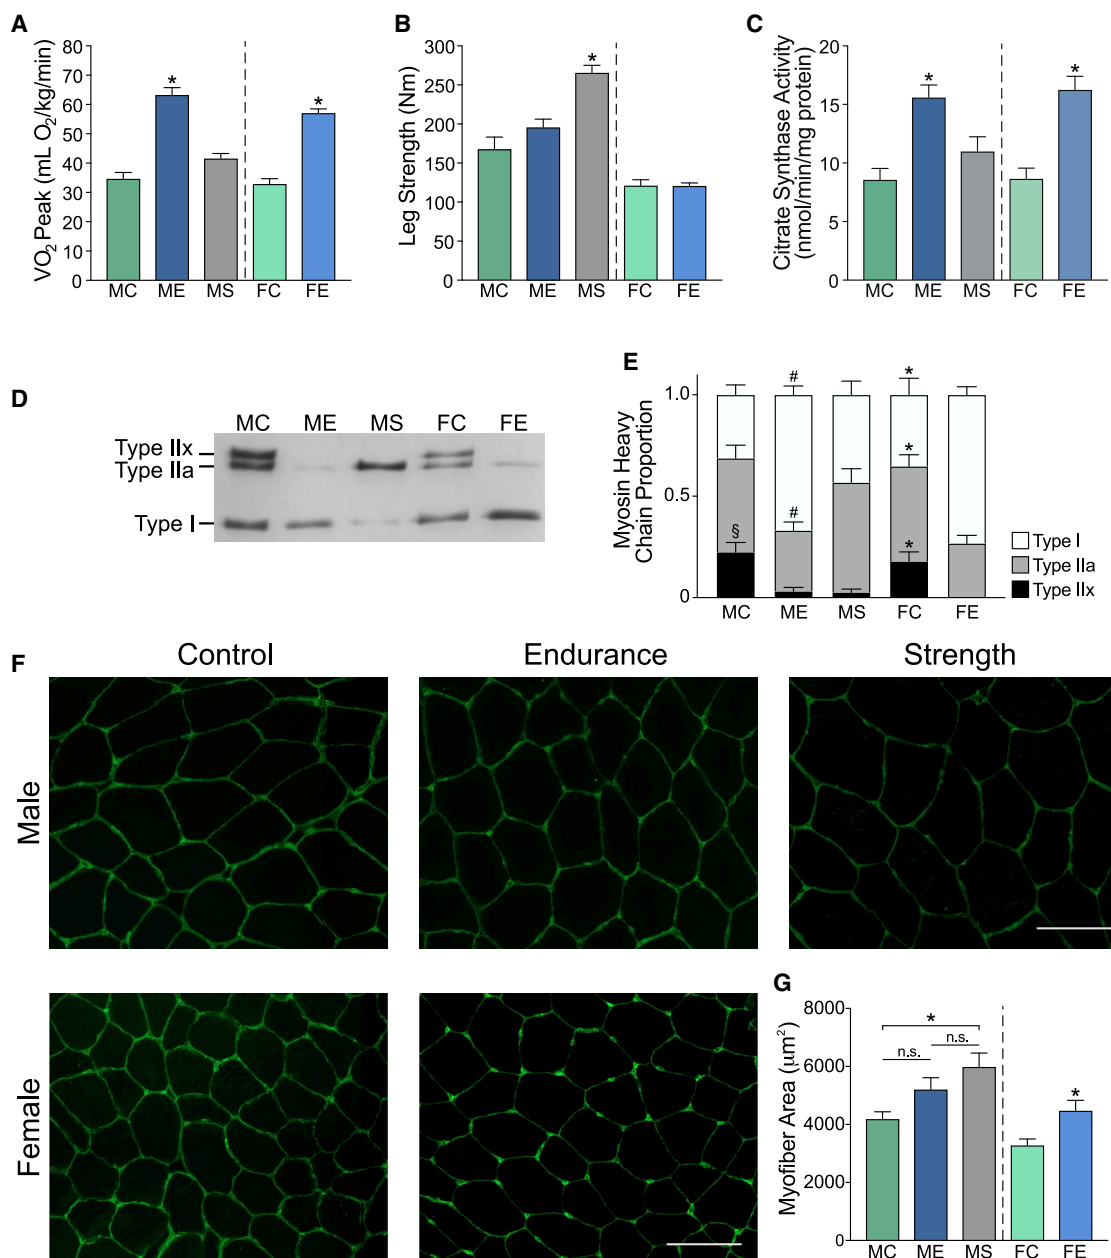 A
VO2 Peak (mL O2/kg/min)
80
70
60
50
40
30
20
10
0
*
*
MC ME MS FC FE
B
Leg Strength (Nm)
300
250
200
150
100
50
0
*
MC ME MS FC FE
C
Citrate Synthase Activity
(nmol/min/mg protein)
20
15
10
5
0
*
*
MC ME MS FC FE
D
MC ME MS FC FE
Type IIx
Type IIa
Type I
E
Myosin Heavy
Chain Proportion
1.0
0.5
0
# *
# *
§ *
MC ME MS FC FE
Type I
Type IIa
Type IIx
F
Control Endurance Strength
Male
Female
G
Myofiber Area (μm2)
8000
6000
4000
2000
0
*
n.s.
n.s.
*
MC ME MS FC FE